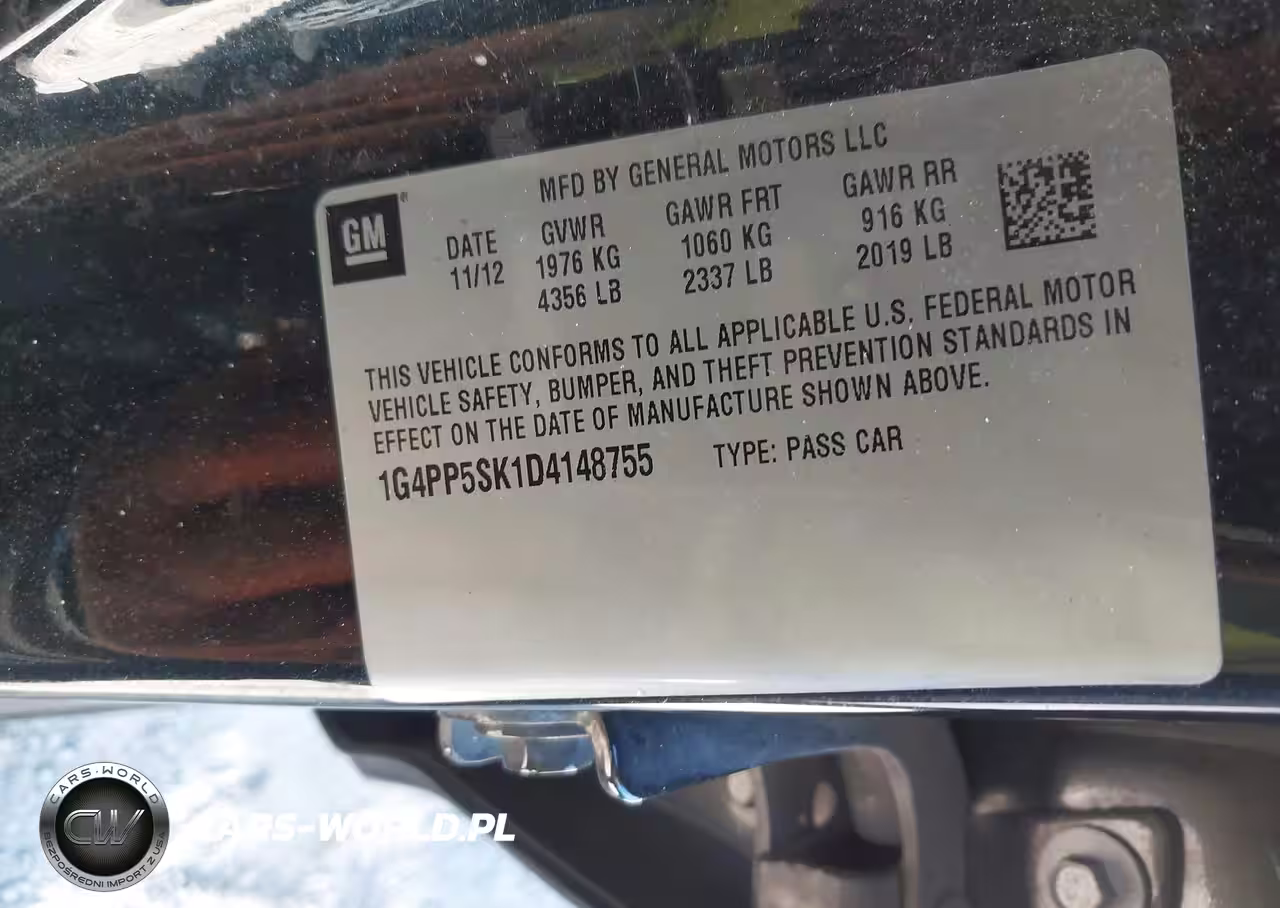 MFD BY GENERAL MOTORS LLC
GM®
DATE GVWR GAWR FRT GAWR RR
11/12 1976 KG 1060 KG 916 KG
4356 LB 2337 LB 2019 LB
THIS VEHICLE CONFORMS TO ALL APPLICABLE U.S. FEDERAL MOTOR
VEHICLE SAFETY, BUMPER, AND THEFT PREVENTION STANDARDS IN
EFFECT ON THE DATE OF MANUFACTURE SHOWN ABOVE.
1G4PP5SK1D4148755 TYPE: PASS CAR
CARS-WORLD
CW
BEZPOŚREDNI IMPORT Z USA
CARS-WORLD.PL